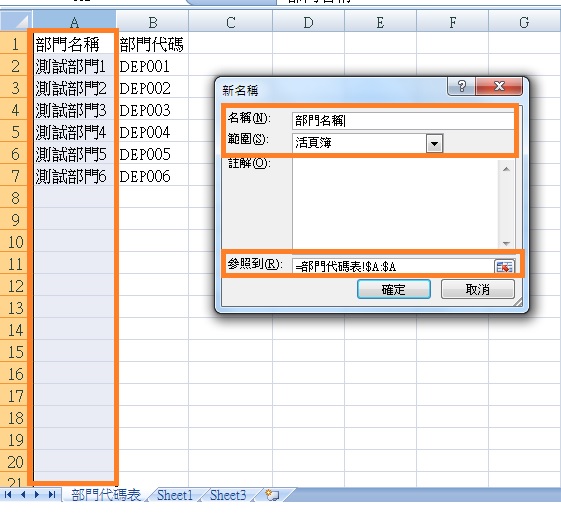 A B C D E F G
1 部門名稱 部門代碼
2 測試部門1 DEP001
3 測試部門2 DEP002
4 測試部門3 DEP003
5 測試部門4 DEP004
6 測試部門5 DEP005
7 測試部門6 DEP006
8
9
10
11
12
13
14
15
16
17
18
19
20
21
新名稱
名稱(N): 部門名稱
範圍(S): 活頁簿
註解(O):
參照到(R): =部門代碼表!$A:$A
確定 取消
部門代碼表 Sheet1 Sheet3